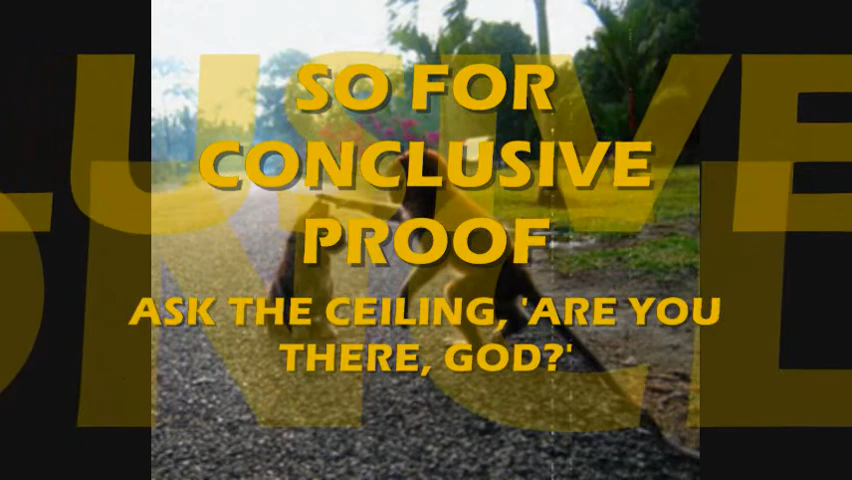 SO FOR
CONCLUSIVE
PROOF
ASK THE CEILING, 'ARE YOU
THERE, GOD?'